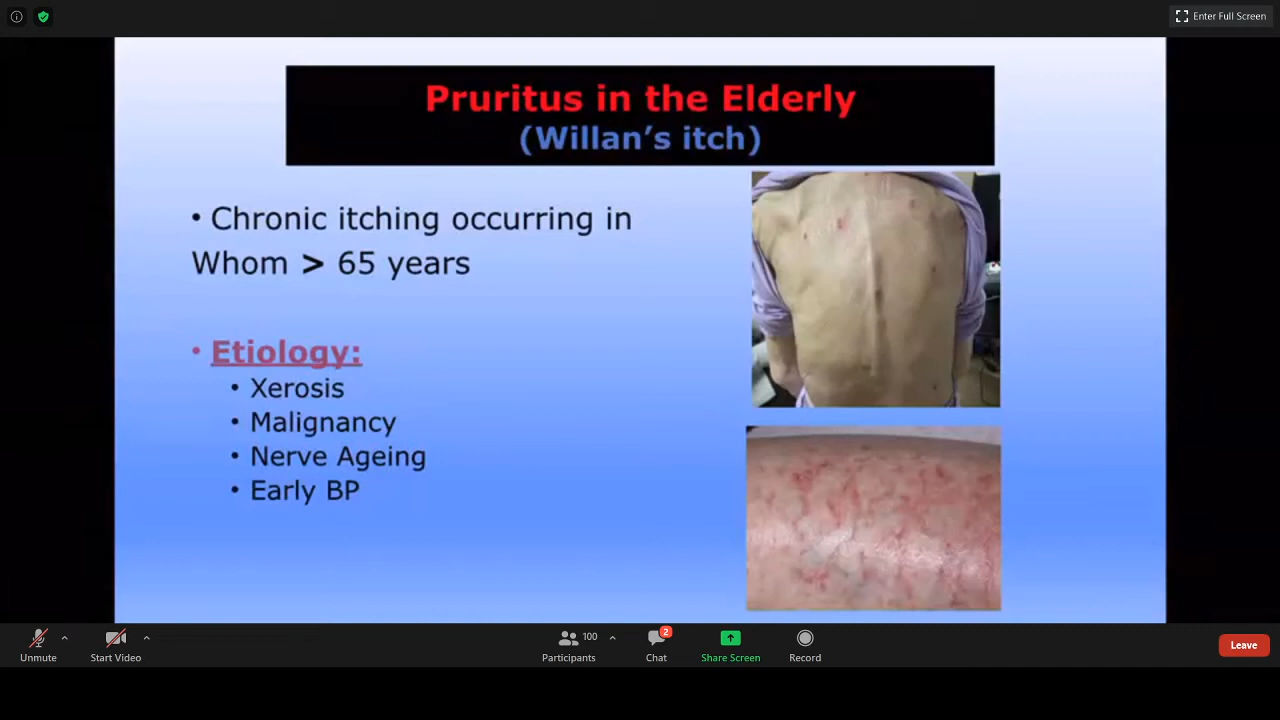 Enter Full Screen
Pruritus in the Elderly
(Willan's itch)
• Chronic itching occurring in
Whom > 65 years
• Etiology:
• Xerosis
• Malignancy
• Nerve Ageing
• Early BP
Unmute
Start Video
Participants
100
Chat
2
Share Screen
Record
Leave